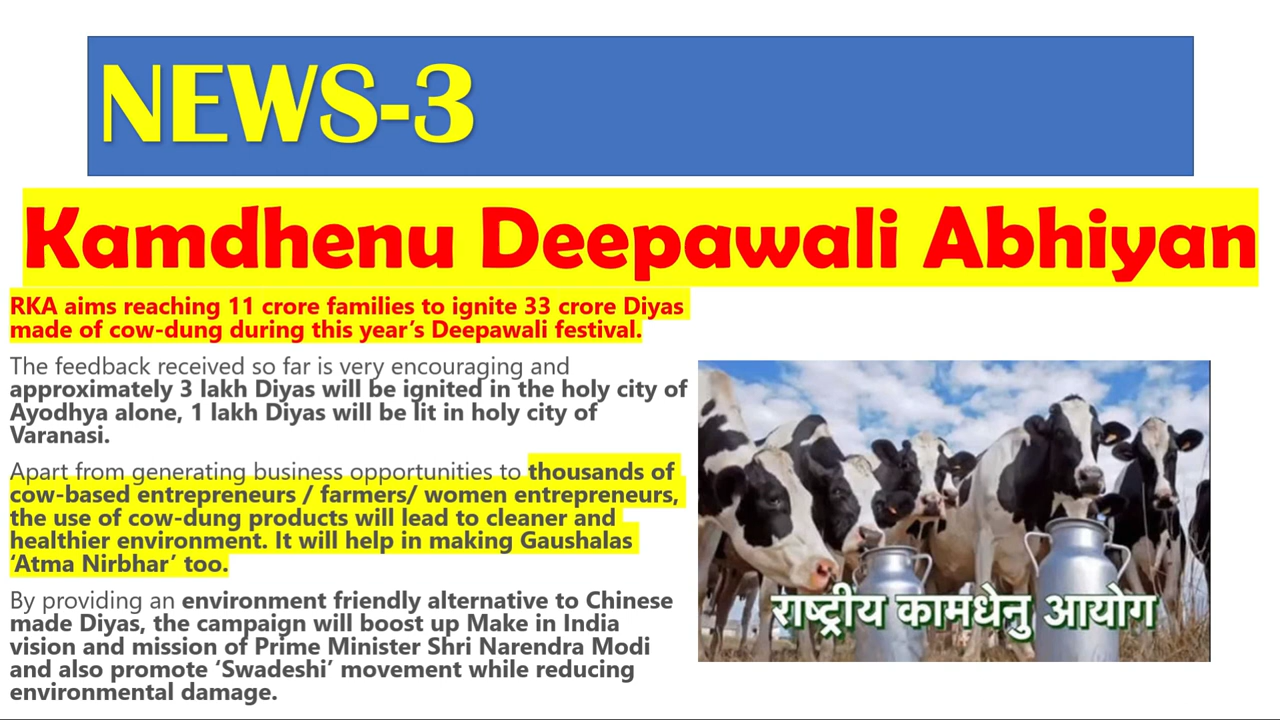 NEWS-3
Kamdhenu Deepawali Abhiyan
RKA aims reaching 11 crore families to ignite 33 crore Diyas
made of cow-dung during this year’s Deepawali festival.
The feedback received so far is very encouraging and
approximately 3 lakh Diyas will be ignited in the holy city of
Ayodhya alone, 1 lakh Diyas will be lit in holy city of
Varanasi.
Apart from generating business opportunities to thousands of
cow-based entrepreneurs / farmers/ women entrepreneurs,
the use of cow-dung products will lead to cleaner and
healthier environment. It will help in making Gaushalas
‘Atma Nirbhar’ too.
By providing an environment friendly alternative to Chinese
made Diyas, the campaign will boost up Make in India
vision and mission of Prime Minister Shri Narendra Modi
and also promote ‘Swadeshi’ movement while reducing
environmental damage.
राष्ट्रीय कामधेनु आयोग